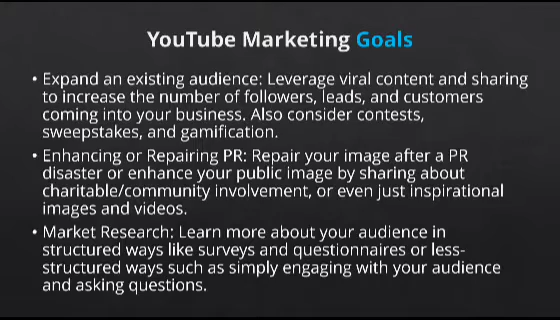 YouTube Marketing Goals
• Expand an existing audience: Leverage viral content and sharing
to increase the number of followers, leads, and customers
coming into your business. Also consider contests,
sweepstakes, and gamification.
• Enhancing or Repairing PR: Repair your image after a PR
disaster or enhance your public image by sharing about
charitable/community involvement, or even just inspirational
images and videos.
• Market Research: Learn more about your audience in
structured ways like surveys and questionnaires or less-
structured ways such as simply engaging with your audience
and asking questions.